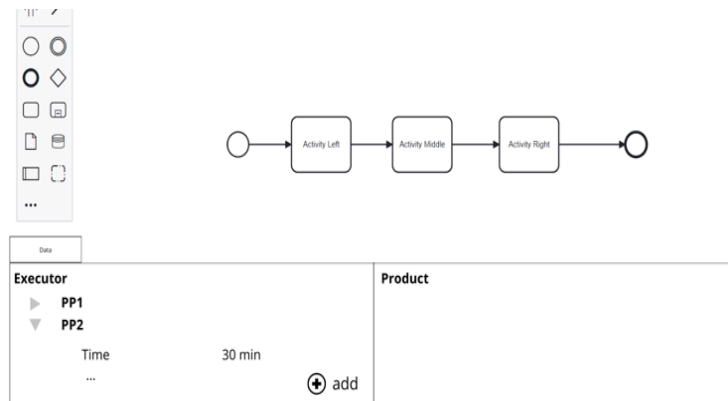 Activity Left
Activity Middle
Activity Right
...
Data
Executor
Product
PP1
PP2
Time 30 min
...
add